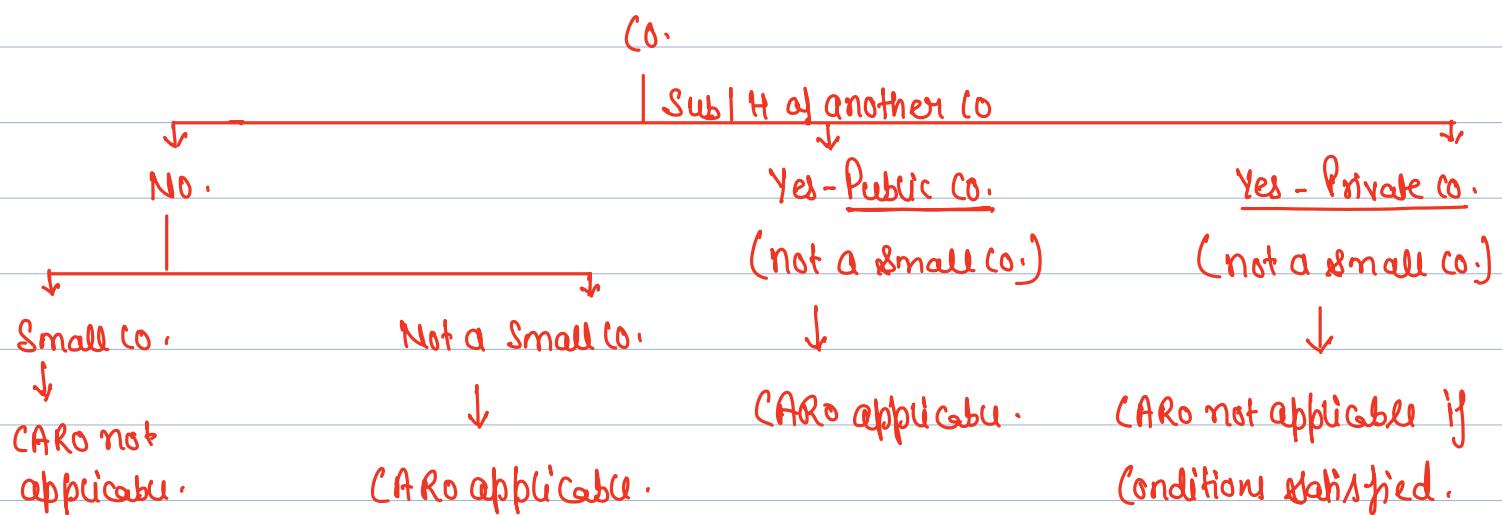 Co.
Sub/H of another Co
No.
Yes - Public Co.
Yes - Private Co.
(not a small co.)
(not a small co.)
Small Co.
Not a Small Co.
CARO not
applicable.
CARO applicable.
CARO applicable.
CARO not applicable if
Conditions satisfied.